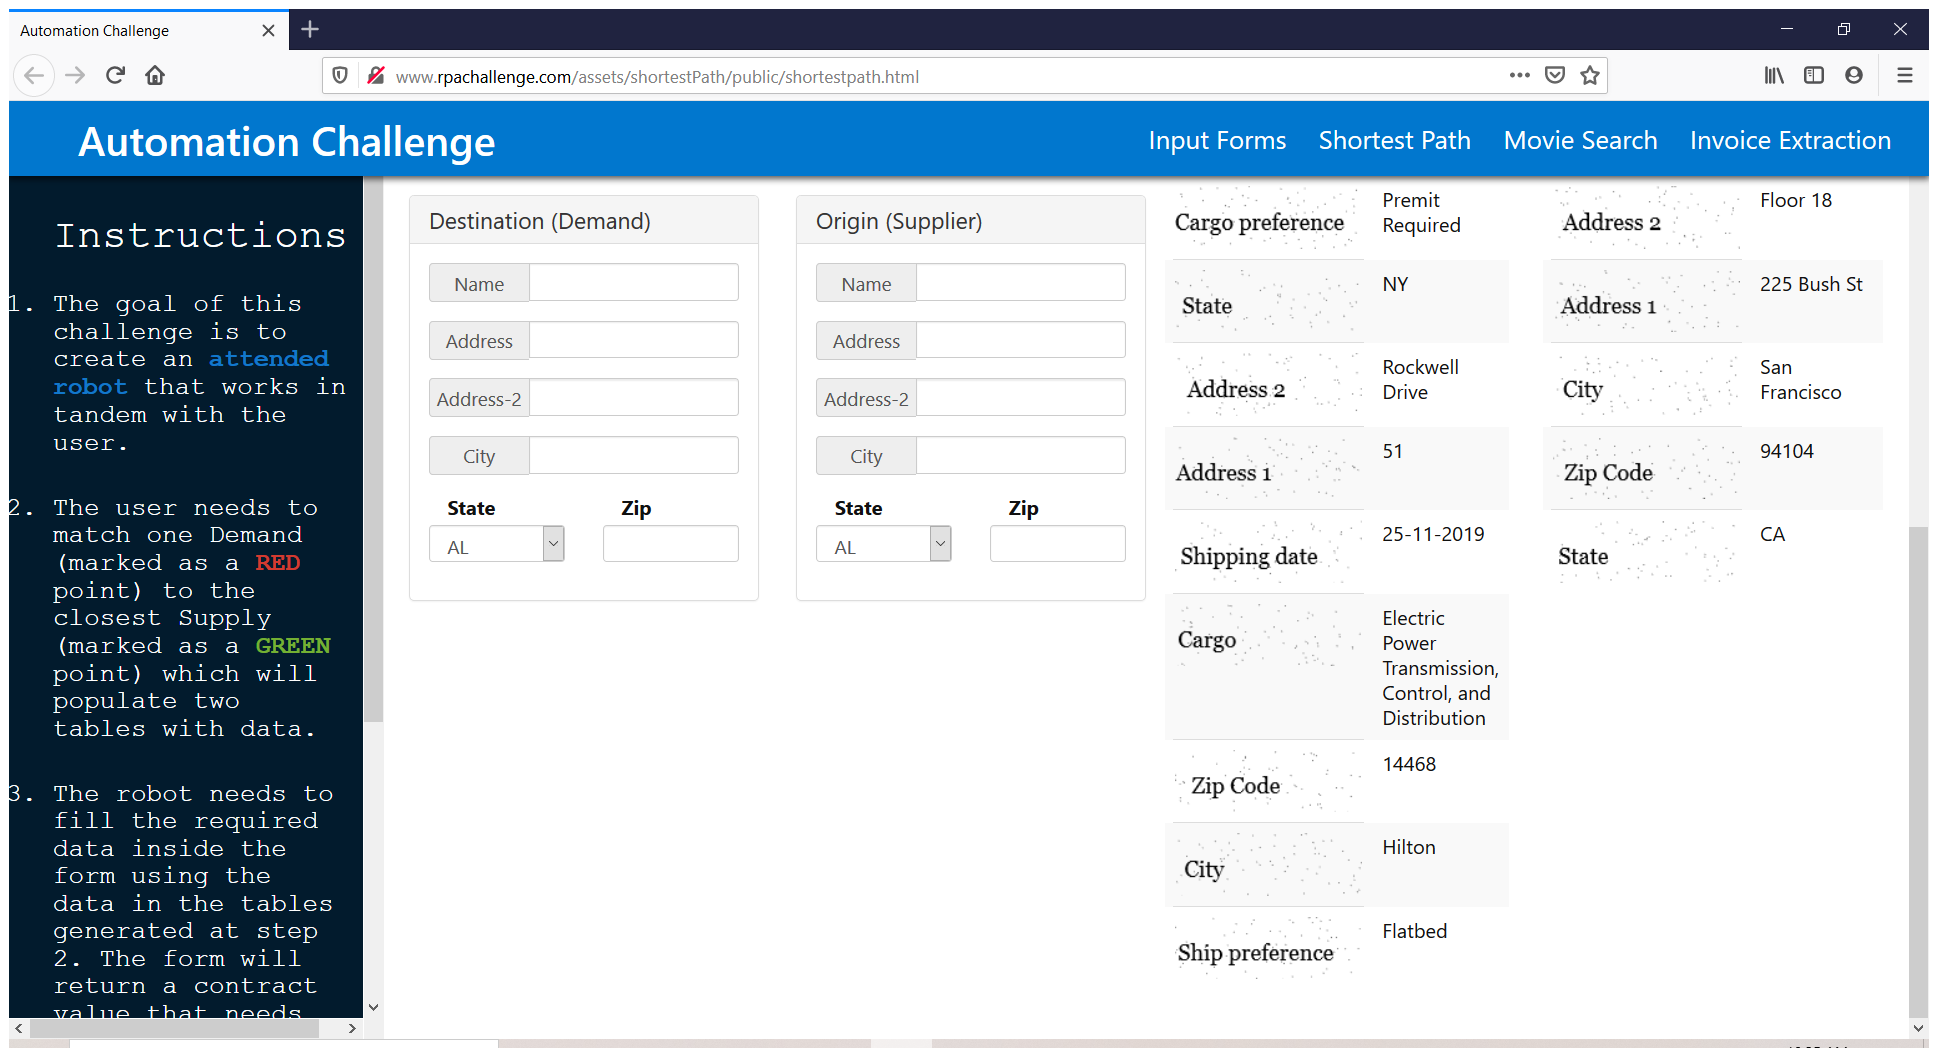 Automation Challenge
www.rpachallenge.com/assets/shortestPath/public/shortestpath.html
Automation Challenge
Input Forms
Shortest Path
Movie Search
Invoice Extraction
Instructions
1. The goal of this
challenge is to
create an attended
robot that works in
tandem with the
user.
2. The user needs to
match one Demand
(marked as a RED
point) to the
closest Supply
(marked as a GREEN
point) which will
populate two
tables with data.
3. The robot needs to
fill the required
data inside the
form using the
data in the tables
generated at step
2. The form will
return a contract
value that needs
Destination (Demand)
Name
Address
Address-2
City
State Zip
AL
Origin (Supplier)
Name
Address
Address-2
City
State Zip
AL
Cargo preference Premit
Required
State NY
Address 2 Rockwell
Drive
Address 1 51
Shipping date 25-11-2019
Cargo Electric
Power
Transmission,
Control, and
Distribution
Zip Code 14468
City Hilton
Ship preference Flatbed
Address 2 Floor 18
Address 1 225 Bush St
City San
Francisco
Zip Code 94104
State CA